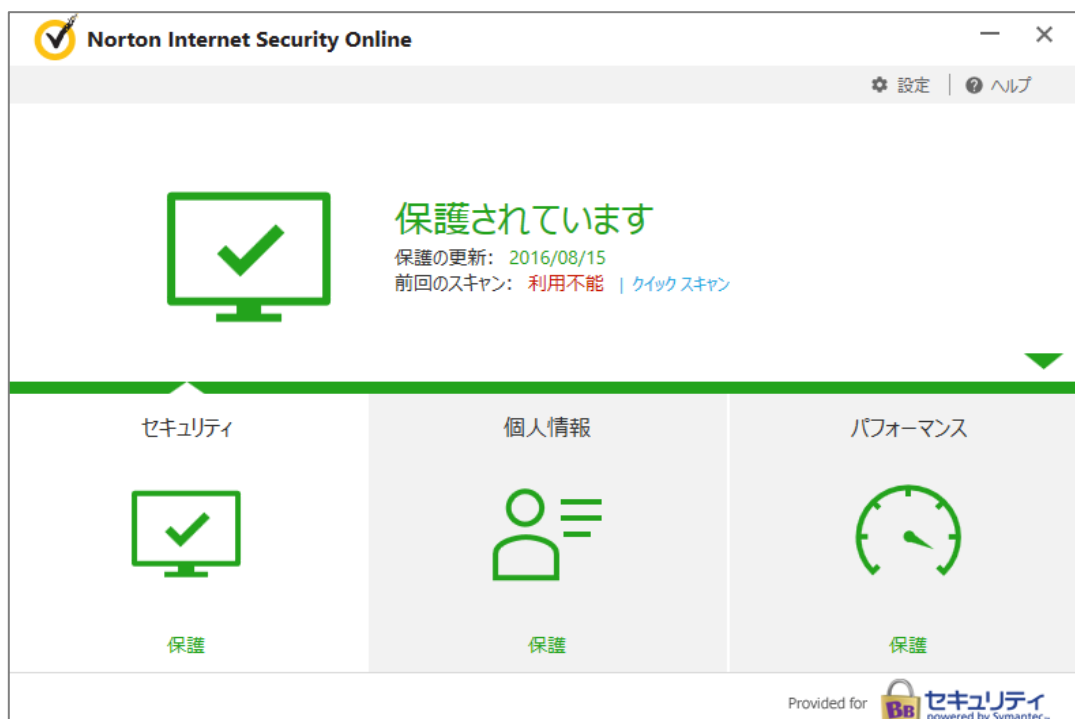 Norton Internet Security Online
設定 | ヘルプ
保護されています
保護の更新： 2016/08/15
前回のスキャン： 利用不能 | クイック スキャン
セキュリティ 個人情報 パフォーマンス
保護 保護 保護
Provided for BB セキュリティ
powered by Symantec™